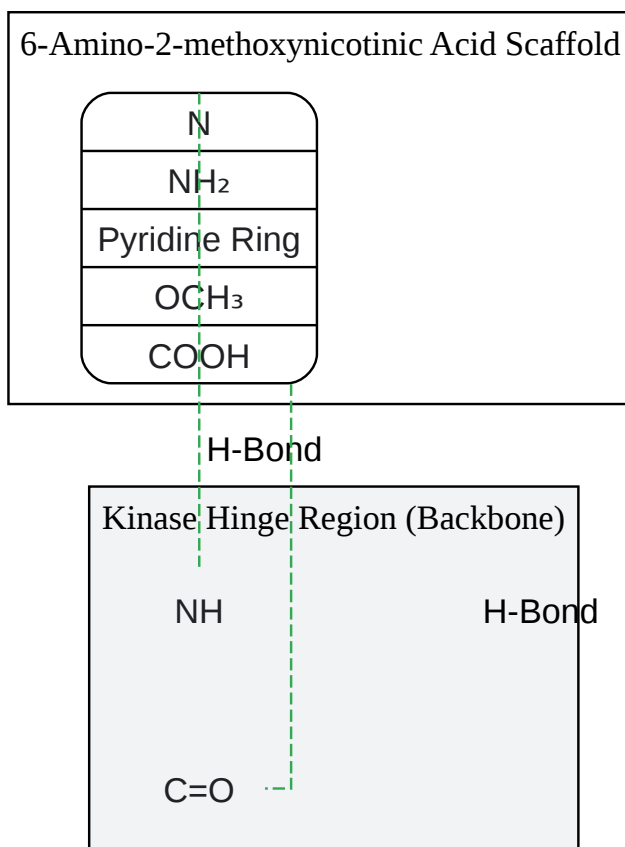 6-Amino-2-methoxynicotinic Acid Scaffold
N
NH₂
Pyridine Ring
OCH₃
COOH
H-Bond
Kinase Hinge Region (Backbone)
NH
H-Bond
C=O